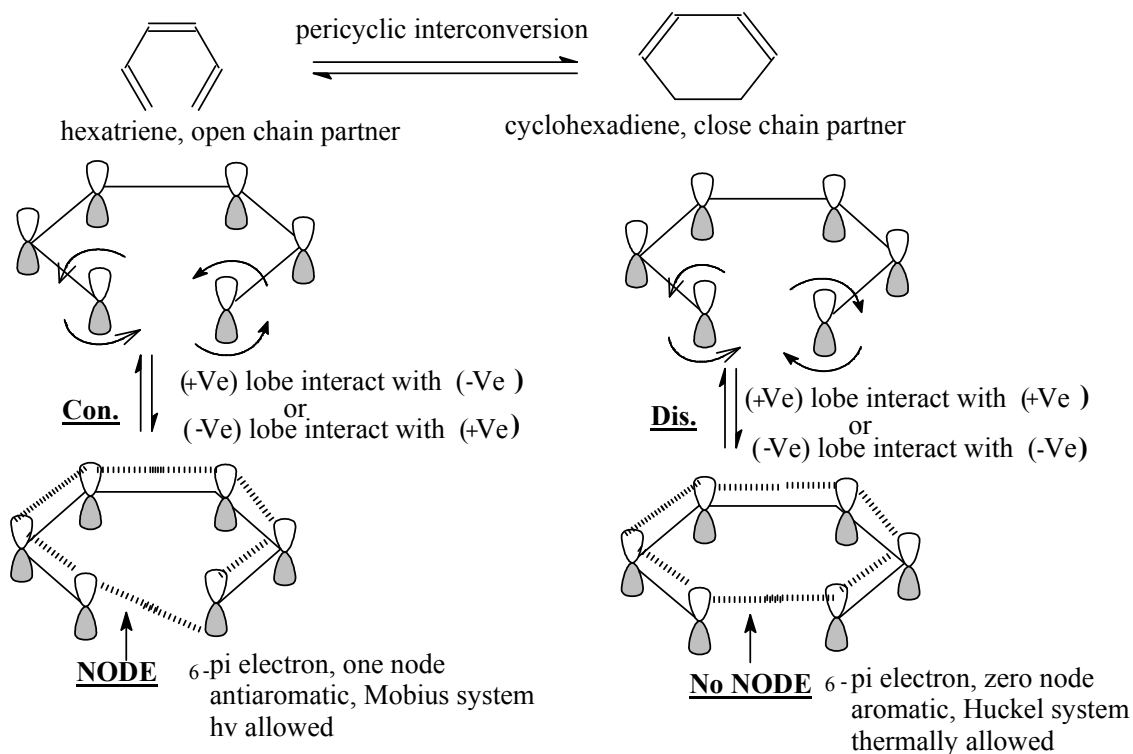 pericyclic interconversion
hexatriene, open chain partner
cyclohexadiene, close chain partner
Con.
(+Ve) lobe interact with (-Ve )
or
(-Ve) lobe interact with (+Ve)
Dis.
(+Ve) lobe interact with (+Ve )
or
(-Ve) lobe interact with (-Ve)
NODE
6-pi electron, one node
antiaromatic, Mobius system
hv allowed
No NODE
6-pi electron, zero node
aromatic, Huckel system
thermally allowed